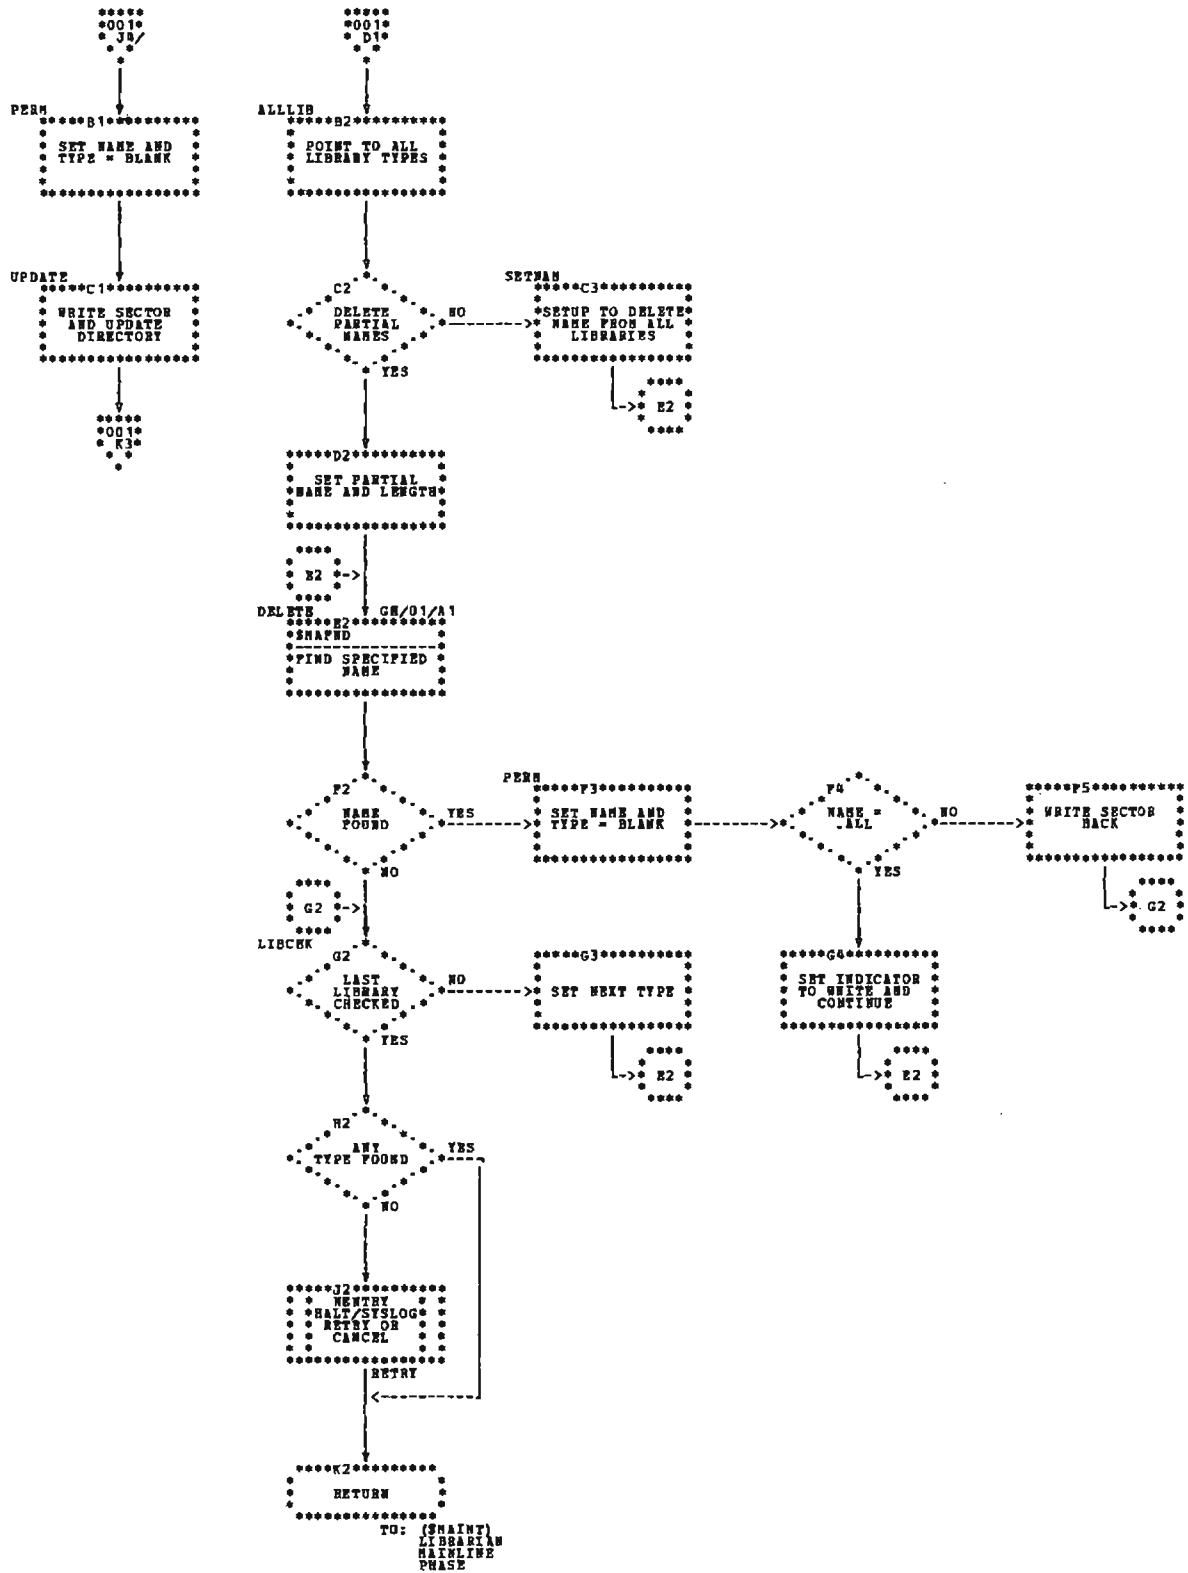 001
J4/
001
D1
PERM
B1
SET NAME AND
TYPE = BLANK
ALLLIB
B2
POINT TO ALL
LIBRARY TYPES
UPDATE
C1
WRITE SECTOR
AND UPDATE
DIRECTORY
C2
DELETE
PARTIAL
NAMES
NO
YES
SETNAM
C3
SETUP TO DELETE
NAME FROM ALL
LIBRARIES
E2
001
K3
D2
SET PARTIAL
NAME AND LENGTH
E2
DELETE
GM/01/A1
E2
$MAFND
FIND SPECIFIED
NAME
F2
NAME
FOUND
YES
NO
PERM
F3
SET NAME AND
TYPE = BLANK
F4
NAME =
.ALL
NO
YES
F5
WRITE SECTOR
BACK
G2
G2
LIBCHK
G2
LAST
LIBRARY
CHECKED
NO
YES
G3
SET NEXT TYPE
E2
G4
SET INDICATOR
TO WRITE AND
CONTINUE
E2
H2
ANY
TYPE FOUND
YES
NO
J2
NENTRY
HALT/SYSLOG
RETRY OR
CANCEL
RETRY
K2
RETURN
TO: ($MAINT)
LIBRARIAN
MAINLINE
PHASE